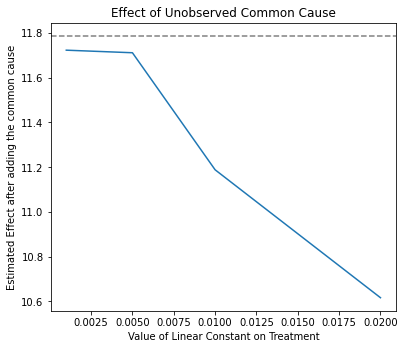 Effect of Unobserved Common Cause
Estimated Effect after adding the common cause
11.8
11.6
11.4
11.2
11.0
10.8
10.6
0.0025 0.0050 0.0075 0.0100 0.0125 0.0150 0.0175 0.0200
Value of Linear Constant on Treatment